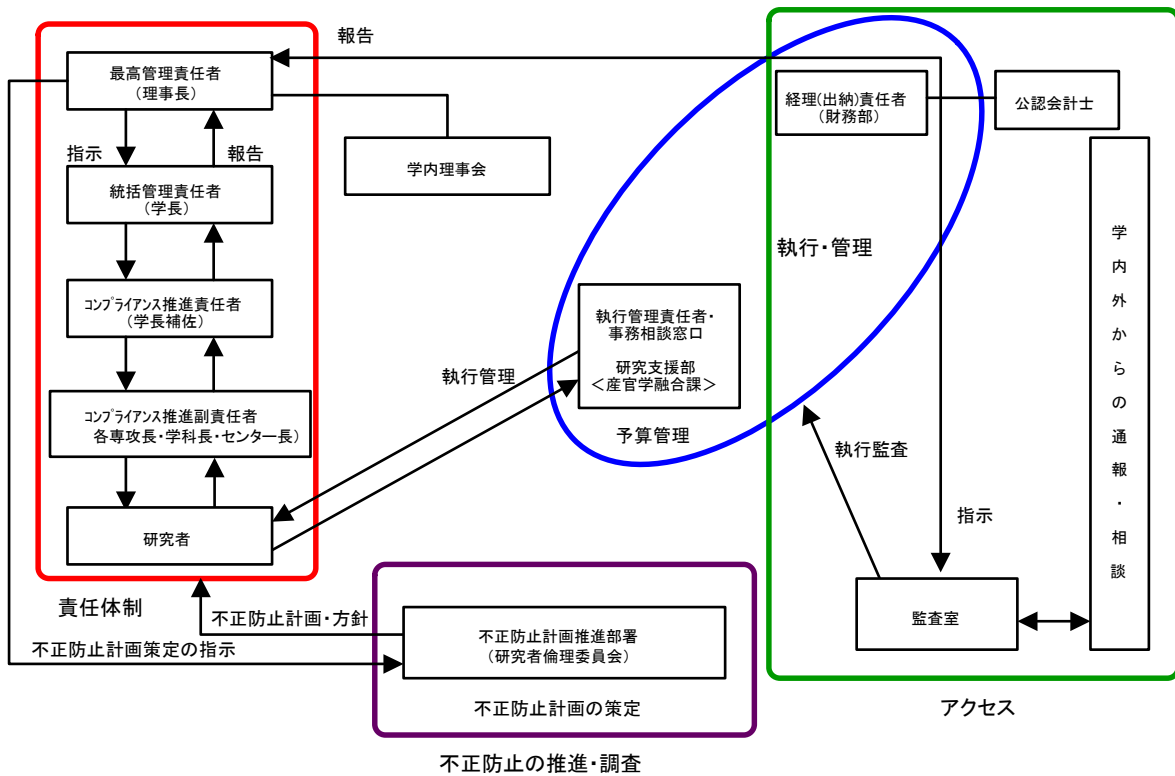 報告
最高管理責任者
(理事長)
経理(出納)責任者
(財務部)
公認会計士
指示
報告
学内理事会
統括管理責任者
(学長)
執行・管理
学内外からの通報・相談
コンプライアンス推進責任者
(学長補佐)
執行管理責任者・
事務相談窓口
研究支援部
<産官学融合課>
執行管理
コンプライアンス推進副責任者
各専攻長・学科長・センター長)
予算管理
執行監査
指示
研究者
責任体制
不正防止計画・方針
監査室
不正防止計画推進部署
(研究者倫理委員会)
不正防止計画策定の指示
不正防止計画の策定
アクセス
不正防止の推進・調査